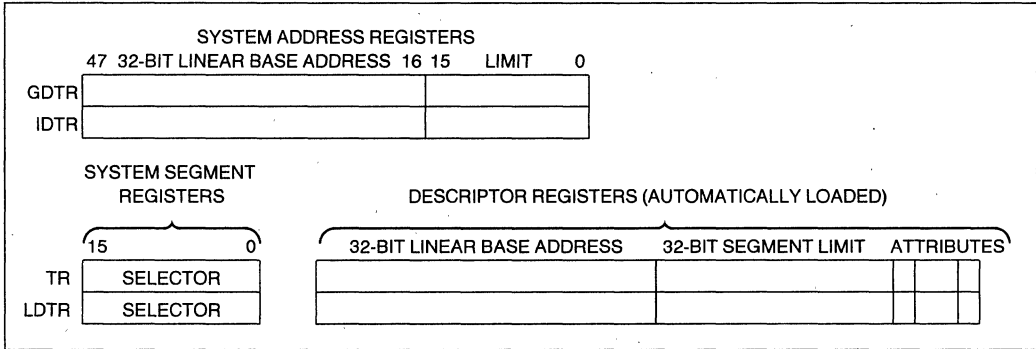 SYSTEM ADDRESS REGISTERS
47 32-BIT LINEAR BASE ADDRESS 16 15 LIMIT 0
GDTR
IDTR
SYSTEM SEGMENT
REGISTERS
DESCRIPTOR REGISTERS (AUTOMATICALLY LOADED)
15 0 32-BIT LINEAR BASE ADDRESS 32-BIT SEGMENT LIMIT ATTRIBUTES
TR SELECTOR
LDTR SELECTOR